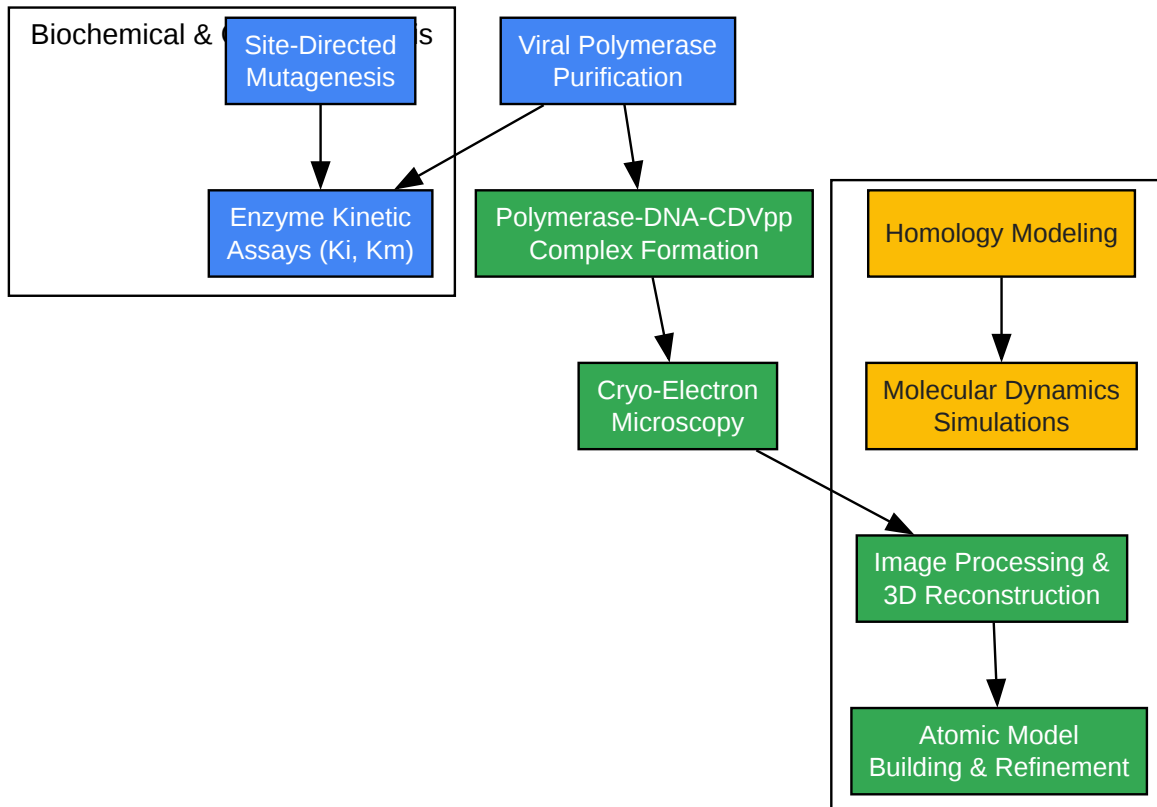 Biochemical &
Site-Directed
Mutagenesis
Viral Polymerase
Purification
Enzyme Kinetic
Assays (Ki, Km)
Polymerase-DNA-CDVpp
Complex Formation
Homology Modeling
Cryo-Electron
Microscopy
Molecular Dynamics
Simulations
Image Processing &
3D Reconstruction
Atomic Model
Building & Refinement